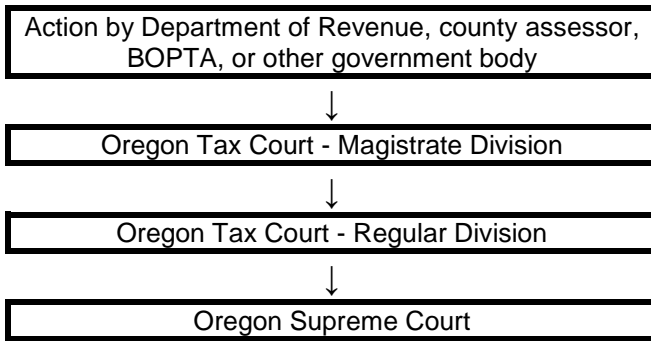 Action by Department of Revenue, county assessor,
BOPTA, or other government body
↓
Oregon Tax Court - Magistrate Division
↓
Oregon Tax Court - Regular Division
↓
Oregon Supreme Court